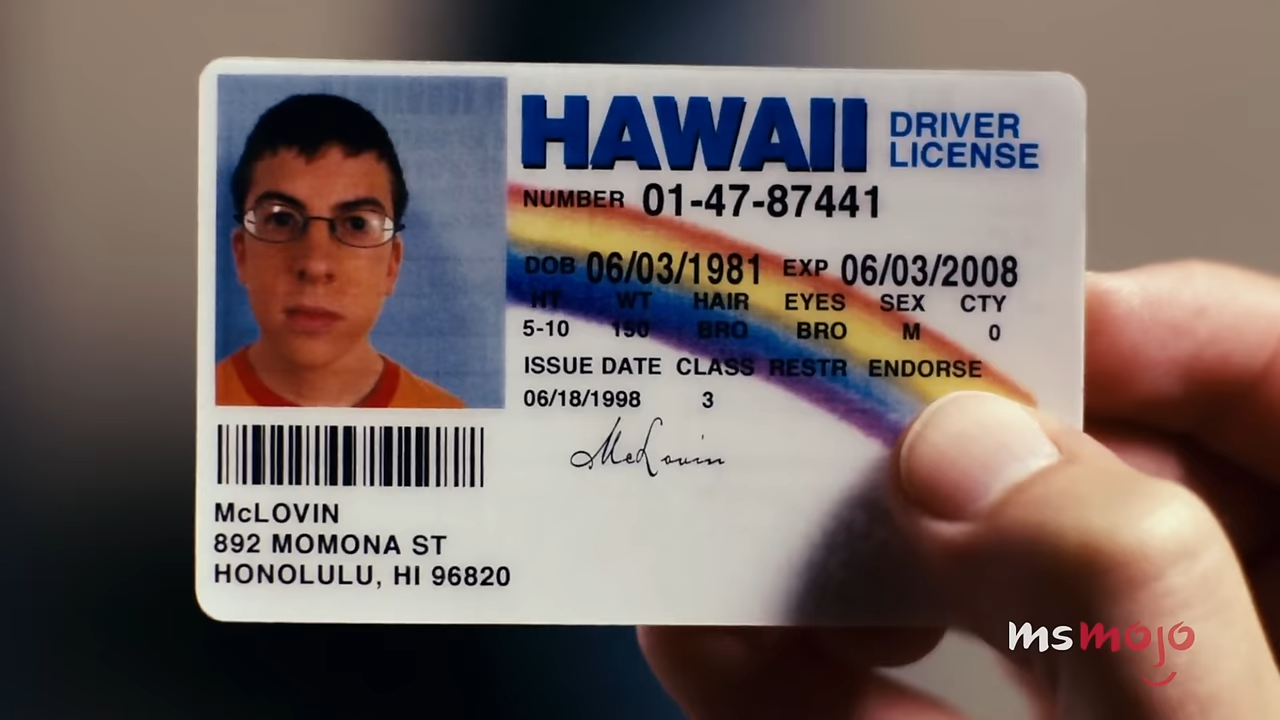 HAWAII DRIVER LICENSE
NUMBER 01-47-87441
DOB 06/03/1981 EXP 06/03/2008
HT WT HAIR EYES SEX CTY
5-10 150 BRO BRO M 0
ISSUE DATE CLASS RESTR ENDORSE
06/18/1998 3
McLovin
McLOVIN
892 MOMONA ST
HONOLULU, HI 96820
msmojo